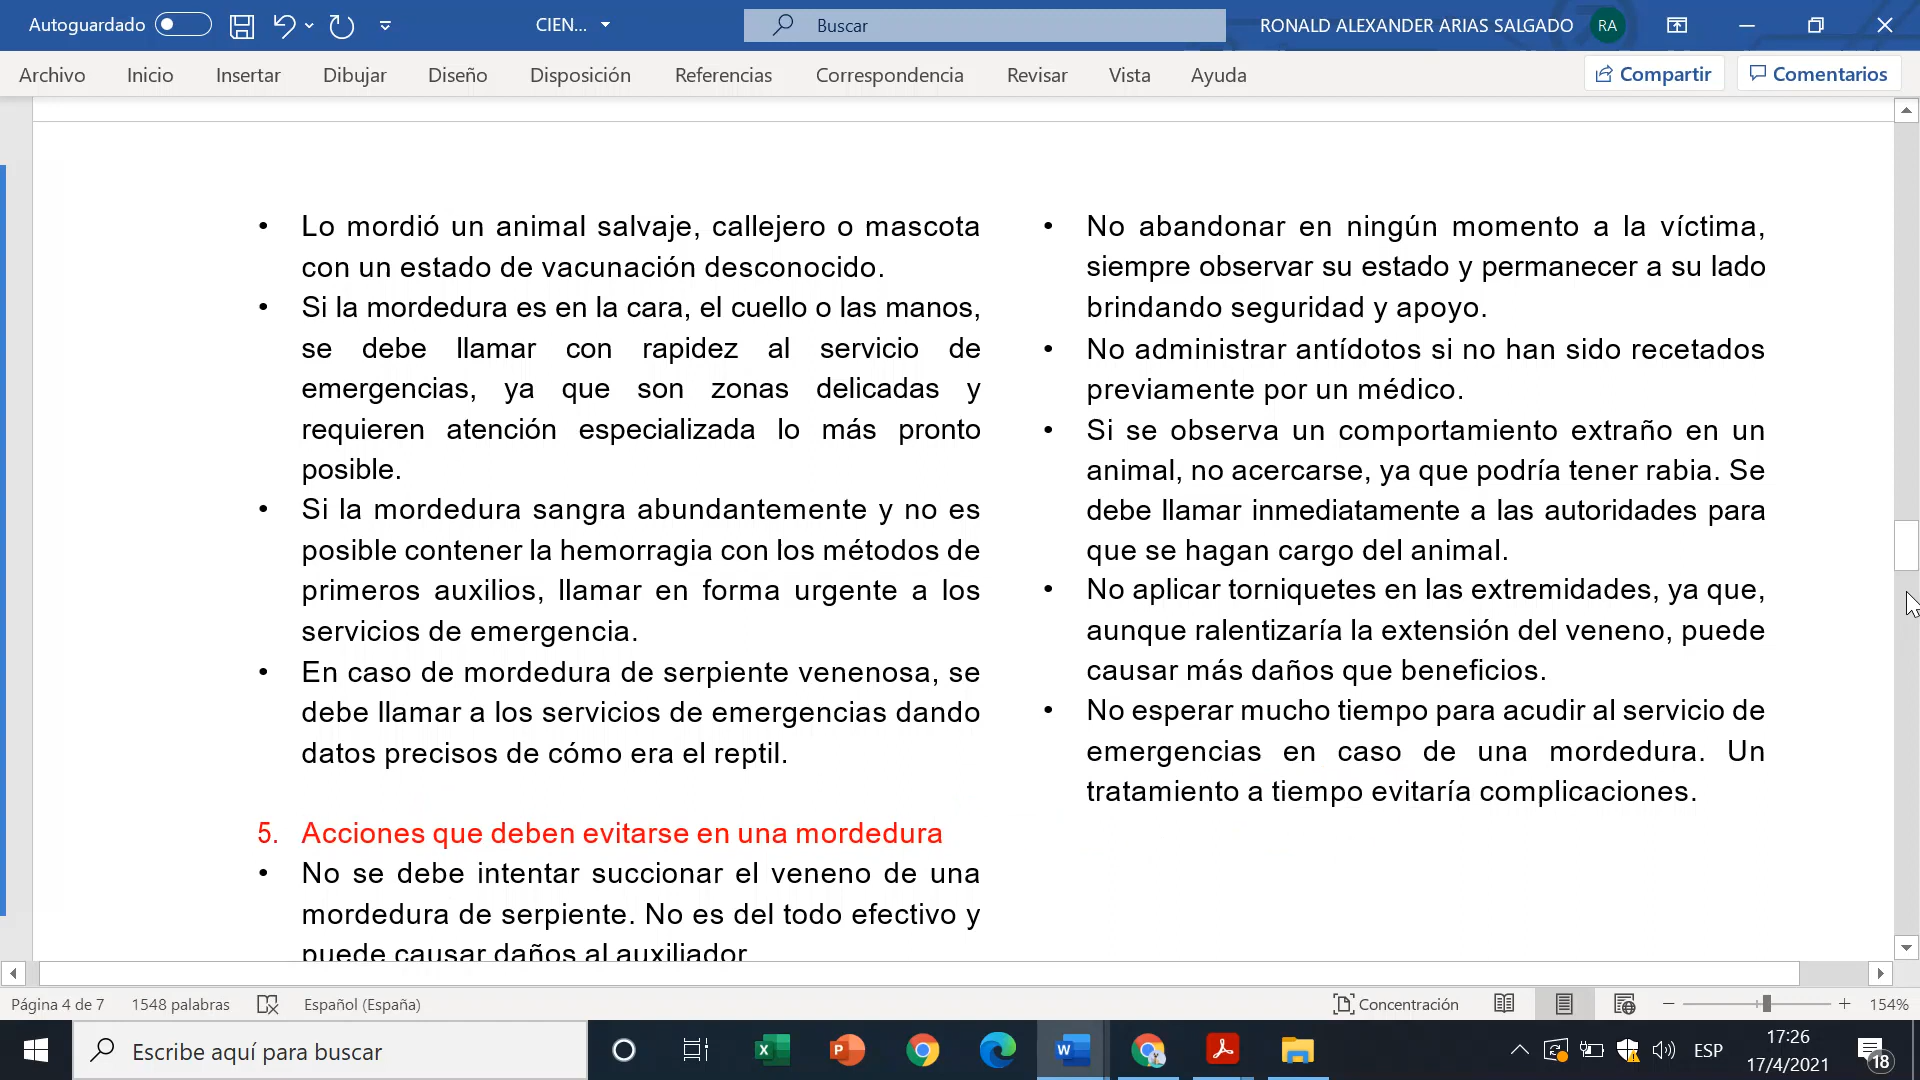 Autoguardado
CIEN...
Buscar
RONALD ALEXANDER ARIAS SALGADO
RA
Archivo Inicio Insertar Dibujar Diseño Disposición Referencias Correspondencia Revisar Vista Ayuda
Compartir
Comentarios
• Lo mordió un animal salvaje, callejero o mascota
con un estado de vacunación desconocido.
• Si la mordedura es en la cara, el cuello o las manos,
se debe llamar con rapidez al servicio de
emergencias, ya que son zonas delicadas y
requieren atención especializada lo más pronto
posible.
• Si la mordedura sangra abundantemente y no es
posible contener la hemorragia con los métodos de
primeros auxilios, llamar en forma urgente a los
servicios de emergencia.
• En caso de mordedura de serpiente venenosa, se
debe llamar a los servicios de emergencias dando
datos precisos de cómo era el reptil.
5. Acciones que deben evitarse en una mordedura
• No se debe intentar succionar el veneno de una
mordedura de serpiente. No es del todo efectivo y
puede causar daños al auxiliador
• No abandonar en ningún momento a la víctima,
siempre observar su estado y permanecer a su lado
brindando seguridad y apoyo.
• No administrar antídotos si no han sido recetados
previamente por un médico.
• Si se observa un comportamiento extraño en un
animal, no acercarse, ya que podría tener rabia. Se
debe llamar inmediatamente a las autoridades para
que se hagan cargo del animal.
• No aplicar torniquetes en las extremidades, ya que,
aunque ralentizaría la extensión del veneno, puede
causar más daños que beneficios.
• No esperar mucho tiempo para acudir al servicio de
emergencias en caso de una mordedura. Un
tratamiento a tiempo evitaría complicaciones.
Página 4 de 7
1548 palabras
Español (España)
Concentración
154%
Escribe aquí para buscar
ESP
17:26
17/4/2021
18